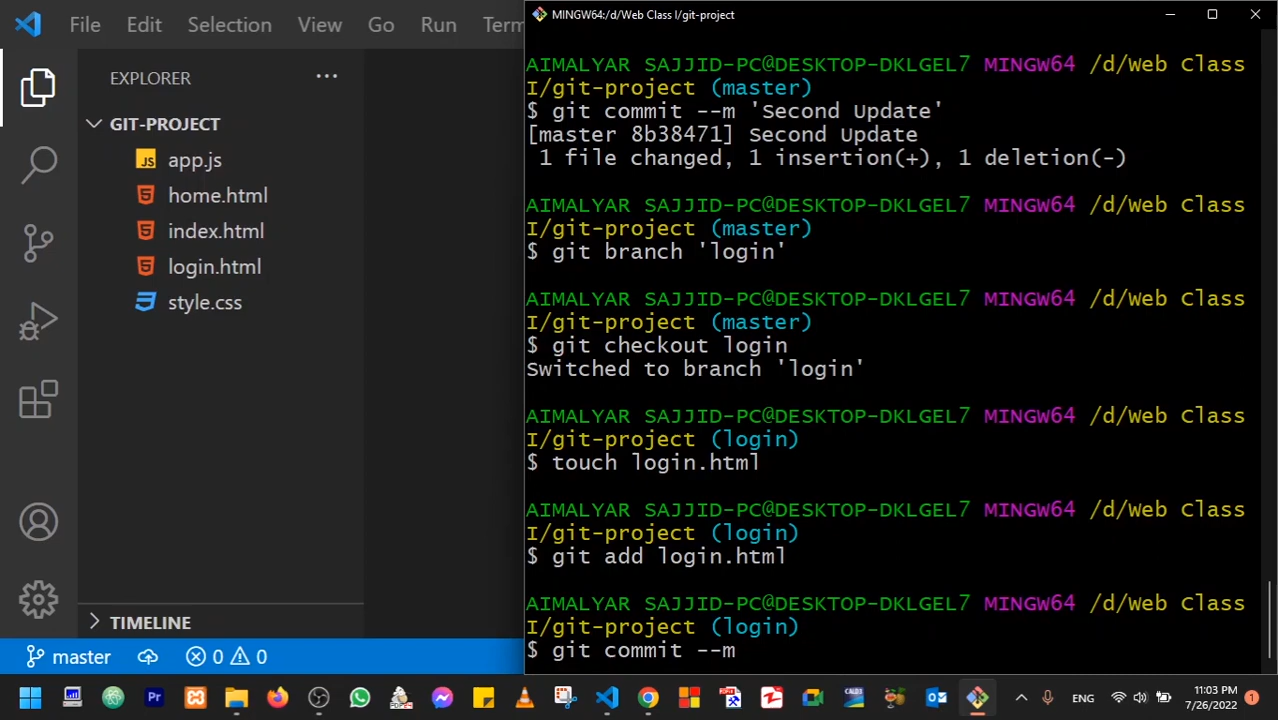 File Edit Selection View Go Run Term
MINGW64:/d/Web Class I/git-project
EXPLORER
GIT-PROJECT
JS app.js
home.html
index.html
login.html
style.css
TIMELINE
master 0 0
AIMALYAR SAJJID-PC@DESKTOP-DKLGEL7 MINGW64 /d/Web Class
I/git-project (master)
$ git commit --m 'Second Update'
[master 8b38471] Second Update
1 file changed, 1 insertion(+), 1 deletion(-)
AIMALYAR SAJJID-PC@DESKTOP-DKLGEL7 MINGW64 /d/Web Class
I/git-project (master)
$ git branch 'login'
AIMALYAR SAJJID-PC@DESKTOP-DKLGEL7 MINGW64 /d/Web Class
I/git-project (master)
$ git checkout login
Switched to branch 'login'
AIMALYAR SAJJID-PC@DESKTOP-DKLGEL7 MINGW64 /d/Web Class
I/git-project (login)
$ touch login.html
AIMALYAR SAJJID-PC@DESKTOP-DKLGEL7 MINGW64 /d/Web Class
I/git-project (login)
$ git add login.html
AIMALYAR SAJJID-PC@DESKTOP-DKLGEL7 MINGW64 /d/Web Class
I/git-project (login)
$ git commit --m
Pr
ENG
11:03 PM
7/26/2022
1